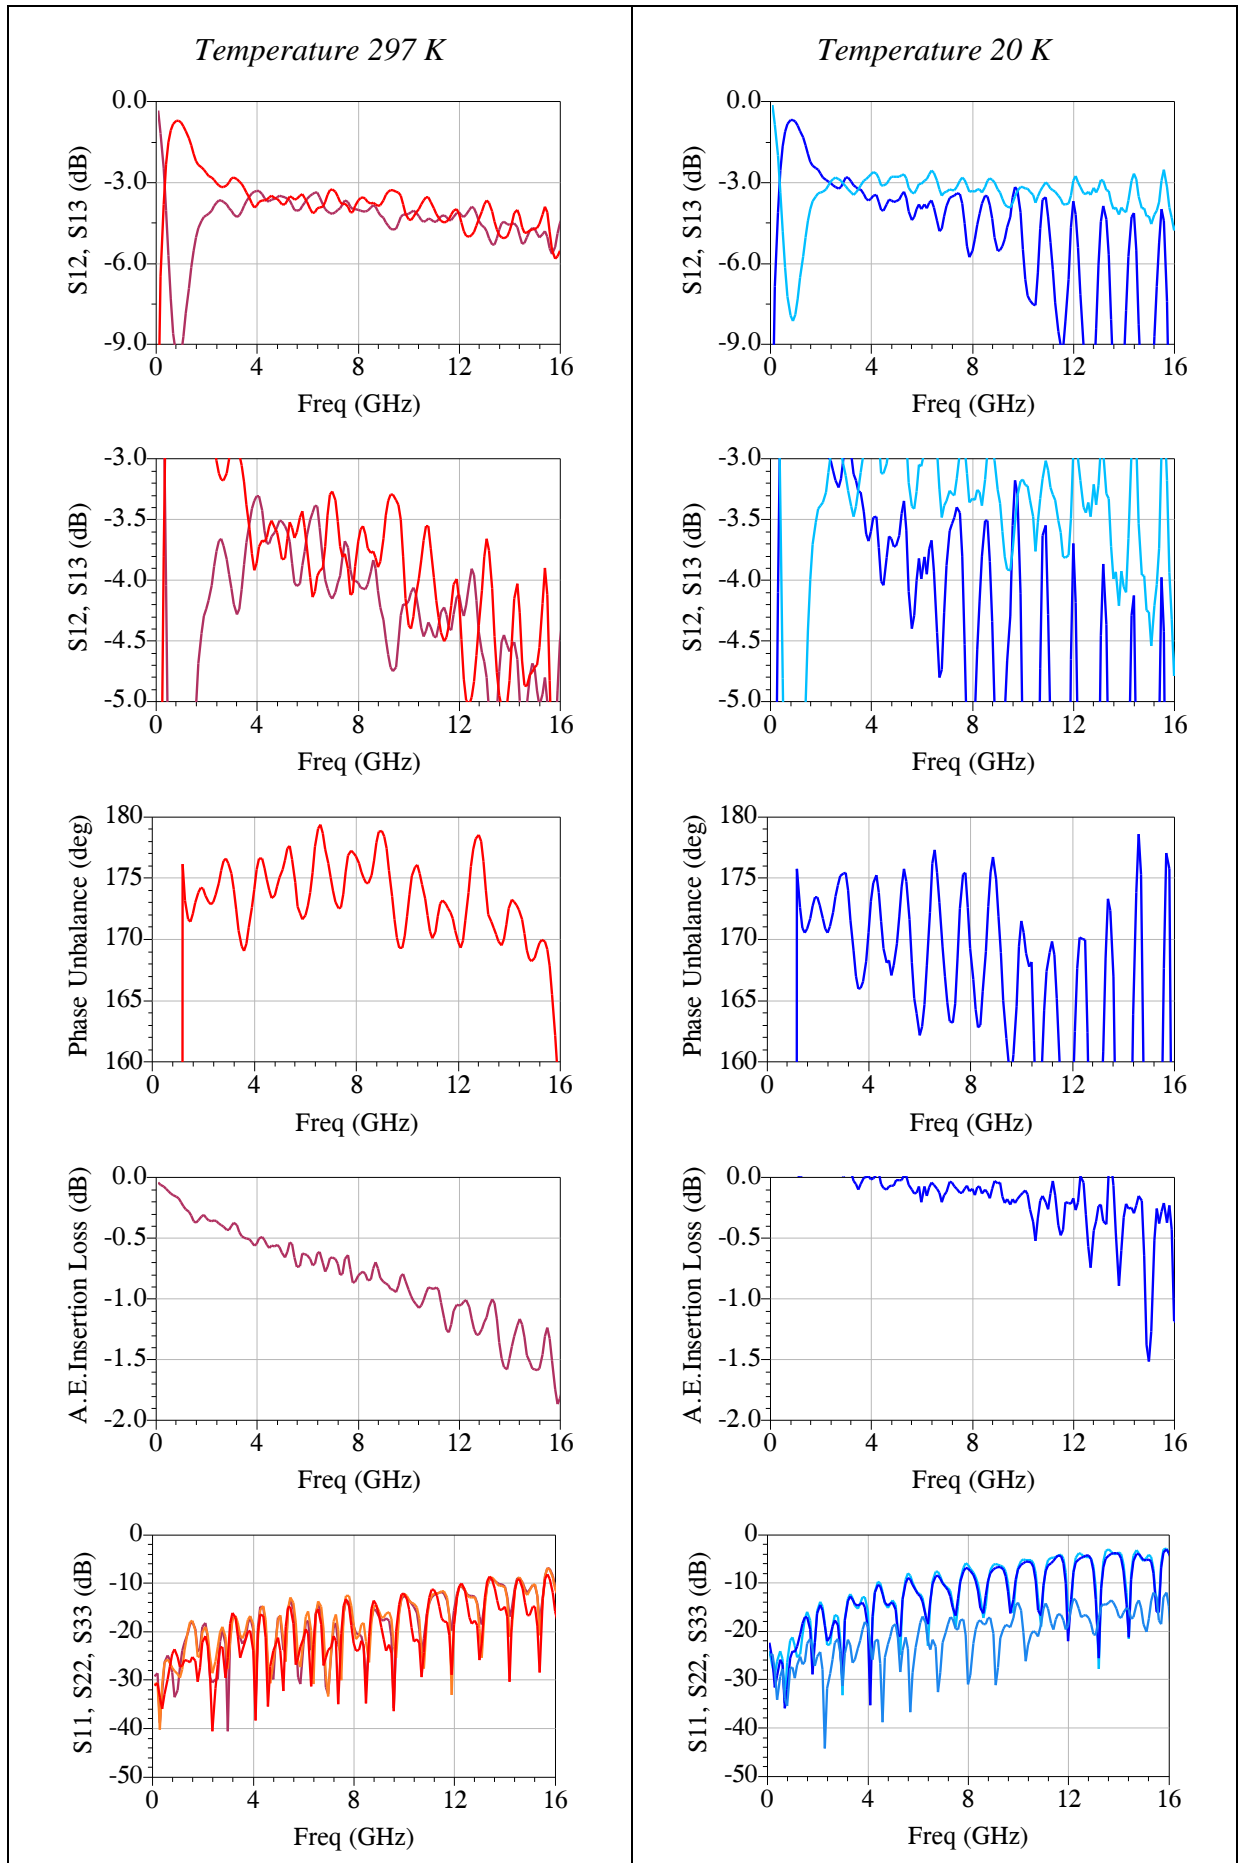 Temperature 297 K
Temperature 20 K
S12, S13 (dB)
0.0
-3.0
-6.0
-9.0
0 4 8 12 16
Freq (GHz)
S12, S13 (dB)
0.0
-3.0
-6.0
-9.0
0 4 8 12 16
Freq (GHz)
S12, S13 (dB)
-3.0
-3.5
-4.0
-4.5
-5.0
0 4 8 12 16
Freq (GHz)
S12, S13 (dB)
-3.0
-3.5
-4.0
-4.5
-5.0
0 4 8 12 16
Freq (GHz)
Phase Unbalance (deg)
180
175
170
165
160
0 4 8 12 16
Freq (GHz)
Phase Unbalance (deg)
180
175
170
165
160
0 4 8 12 16
Freq (GHz)
A.E.Insertion Loss (dB)
0.0
-0.5
-1.0
-1.5
-2.0
0 4 8 12 16
Freq (GHz)
A.E.Insertion Loss (dB)
0.0
-0.5
-1.0
-1.5
-2.0
0 4 8 12 16
Freq (GHz)
S11, S22, S33 (dB)
0
-10
-20
-30
-40
-50
0 4 8 12 16
Freq (GHz)
S11, S22, S33 (dB)
0
-10
-20
-30
-40
-50
0 4 8 12 16
Freq (GHz)